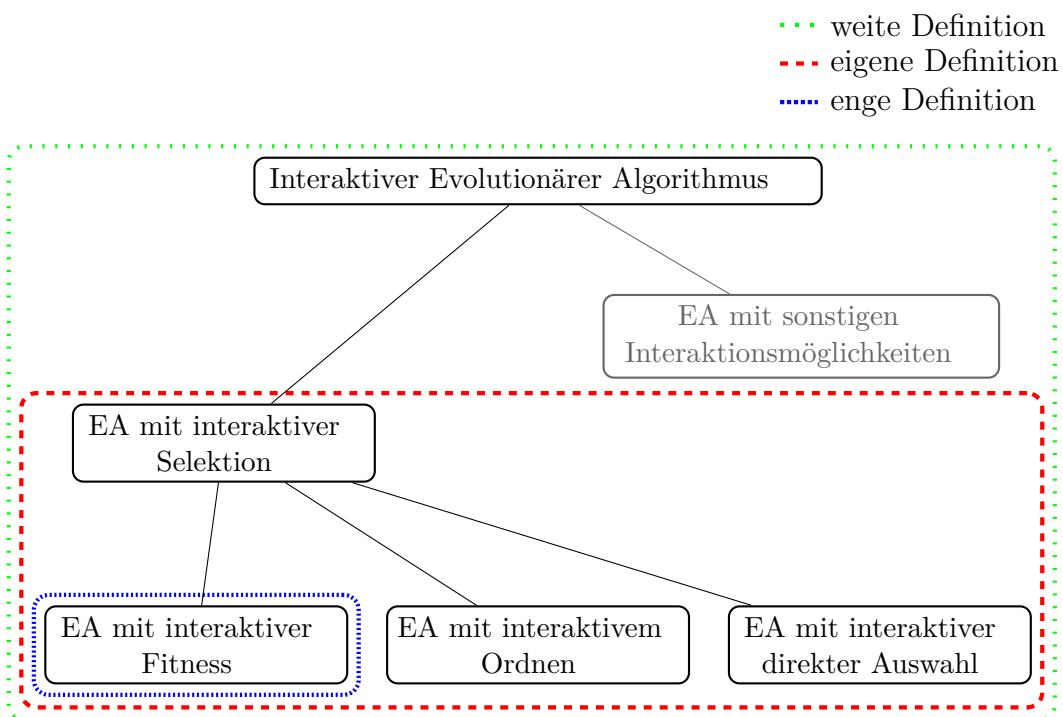 weite Definition
eigene Definition
enge Definition
Interaktiver Evolutionärer Algorithmus
EA mit sonstigen
Interaktionsmöglichkeiten
EA mit interaktiver
Selektion
EA mit interaktiver
Fitness
EA mit interaktivem
Ordnen
EA mit interaktiver
direkter Auswahl